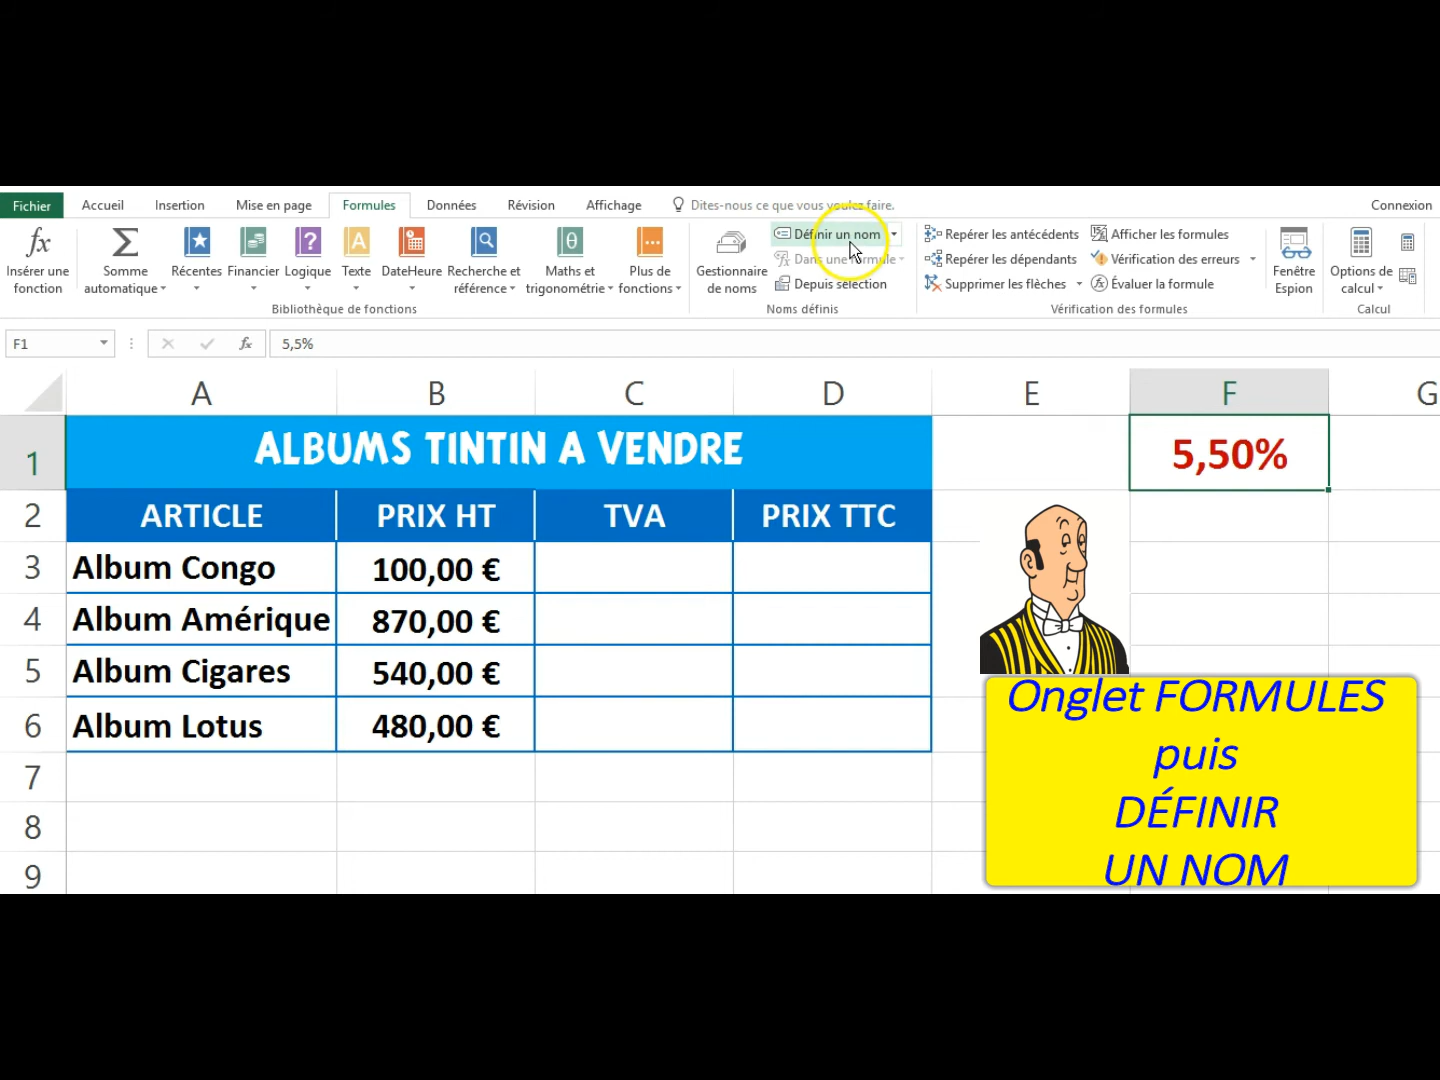 Fichier Accueil Insertion Mise en page Formules Données Révision Affichage Dites-nous ce que vous voulez faire. Connexion
Insérer une fonction
Somme automatique
Récentes
Financier
Logique
Texte
DateHeure
Recherche et référence
Maths et trigonométrie
Plus de fonctions
Bibliothèque de fonctions
Gestionnaire de noms
Définir un nom
Dans une formule
Depuis sélection
Noms définis
Repérer les antécédents
Repérer les dépendants
Supprimer les flèches
Afficher les formules
Vérification des erreurs
Évaluer la formule
Vérification des formules
Fenêtre Espion
Options de calcul
Calcul
F1 fx 5,5%
A B C D E F G
1 ALBUMS TINTIN A VENDRE 5,50%
2 ARTICLE PRIX HT TVA PRIX TTC
3 Album Congo 100,00 €
4 Album Amérique 870,00 €
5 Album Cigares 540,00 €
6 Album Lotus 480,00 €
7
8
9
Onglet FORMULES
puis
DÉFINIR
UN NOM